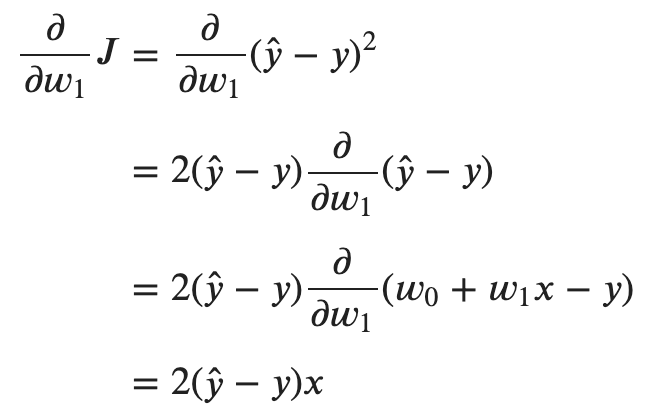 ∂/∂w₁ J = ∂/∂w₁ (ŷ − y)²
= 2(ŷ − y) ∂/∂w₁ (ŷ − y)
= 2(ŷ − y) ∂/∂w₁ (w₀ + w₁x − y)
= 2(ŷ − y)x